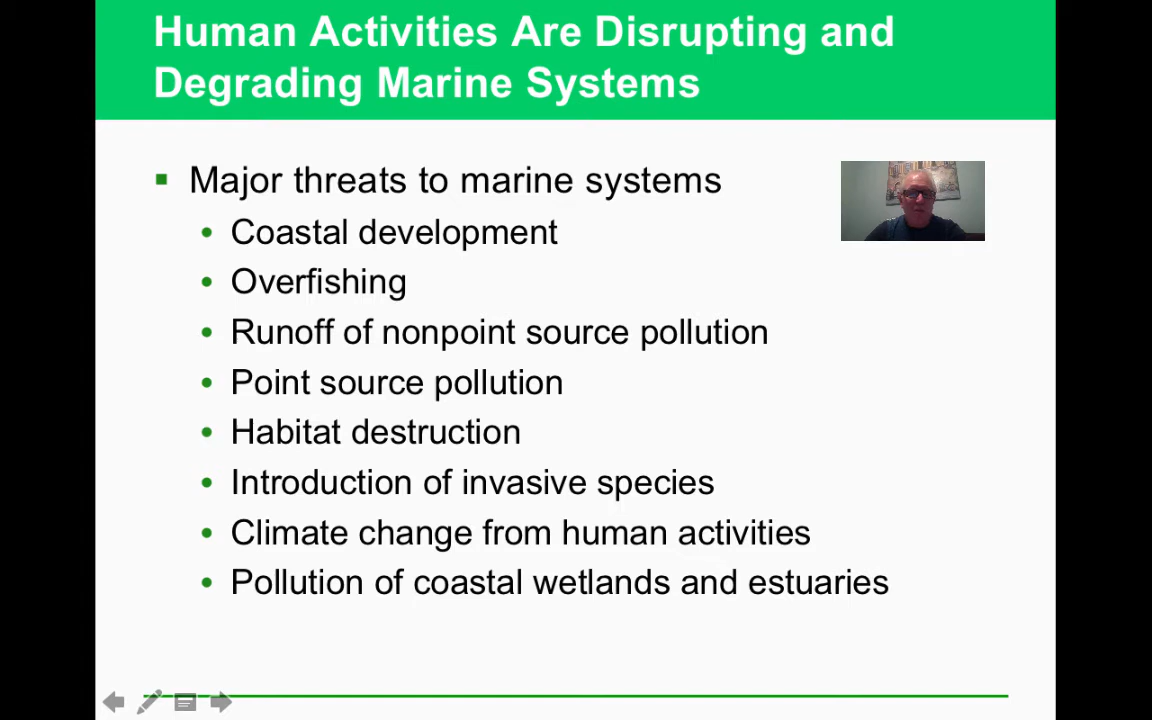 Human Activities Are Disrupting and
Degrading Marine Systems
Major threats to marine systems
Coastal development
Overfishing
Runoff of nonpoint source pollution
Point source pollution
Habitat destruction
Introduction of invasive species
Climate change from human activities
Pollution of coastal wetlands and estuaries